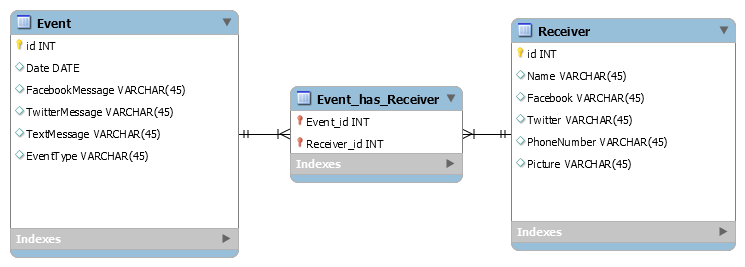 Event
id INT
Date DATE
FacebookMessage VARCHAR(45)
TwitterMessage VARCHAR(45)
TextMessage VARCHAR(45)
EventType VARCHAR(45)
Indexes
Event_has_Receiver
Event_id INT
Receiver_id INT
Indexes
Receiver
id INT
Name VARCHAR(45)
Facebook VARCHAR(45)
Twitter VARCHAR(45)
PhoneNumber VARCHAR(45)
Picture VARCHAR(45)
Indexes